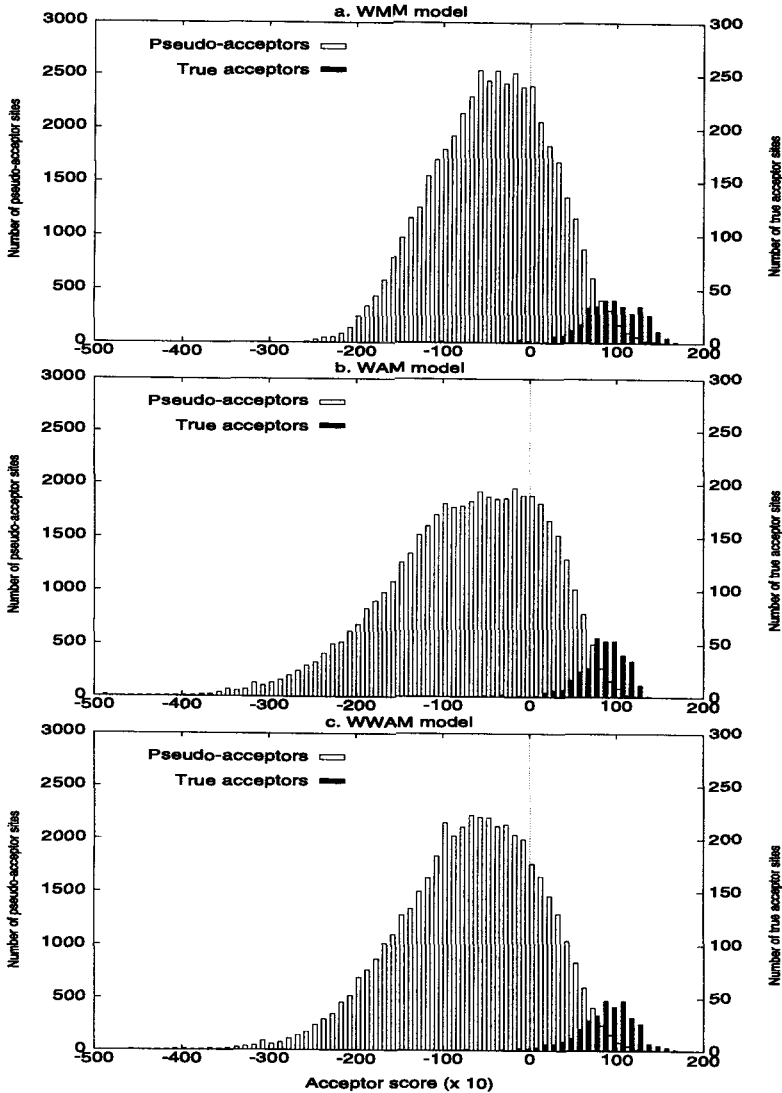 a. WMM model
Pseudo-acceptors
True acceptors
Number of pseudo-acceptor sites
3000
2500
2000
1500
1000
500
0
300
250
200
150
100
50
0
Number of true acceptor sites
-500 -400 -300 -200 -100 0 100 200
b. WAM model
Pseudo-acceptors
True acceptors
Number of pseudo-acceptor sites
3000
2500
2000
1500
1000
500
0
300
250
200
150
100
50
0
Number of true acceptor sites
-500 -400 -300 -200 -100 0 100 200
c. WWAM model
Pseudo-acceptors
True acceptors
Number of pseudo-acceptor sites
3000
2500
2000
1500
1000
500
0
300
250
200
150
100
50
0
Number of true acceptor sites
-500 -400 -300 -200 -100 0 100 200
Acceptor score (x 10)